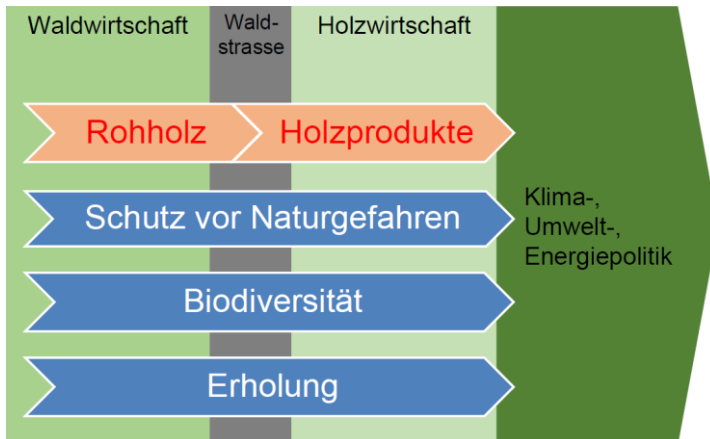 Waldwirtschaft
Wald-
strasse
Holzwirtschaft
Rohholz
Holzprodukte
Schutz vor Naturgefahren
Klima-,
Umwelt-,
Energiepolitik
Biodiversität
Erholung